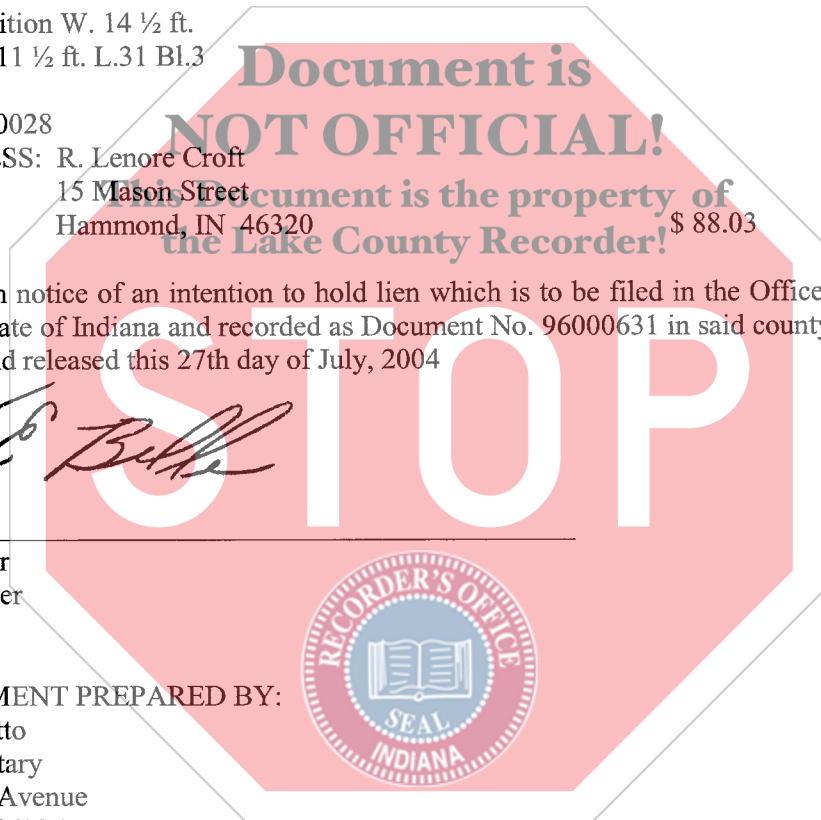 ition W. 14 ½ ft.
11 ½ ft. L.31 Bl.3
0028
SS: R. Lenore Croft
15 Mason Street
Hammond, IN 46320 $ 88.03
Document is
NOT OFFICIAL!
This Document is the property of
the Lake County Recorder!
n notice of an intention to hold lien which is to be filed in the Office
ate of Indiana and recorded as Document No. 96000631 in said county
d released this 27th day of July, 2004
STOP
r
er
RECORDER'S OFFICE
SEAL
INDIANA
MENT PREPARED BY:
tto
tary
Avenue